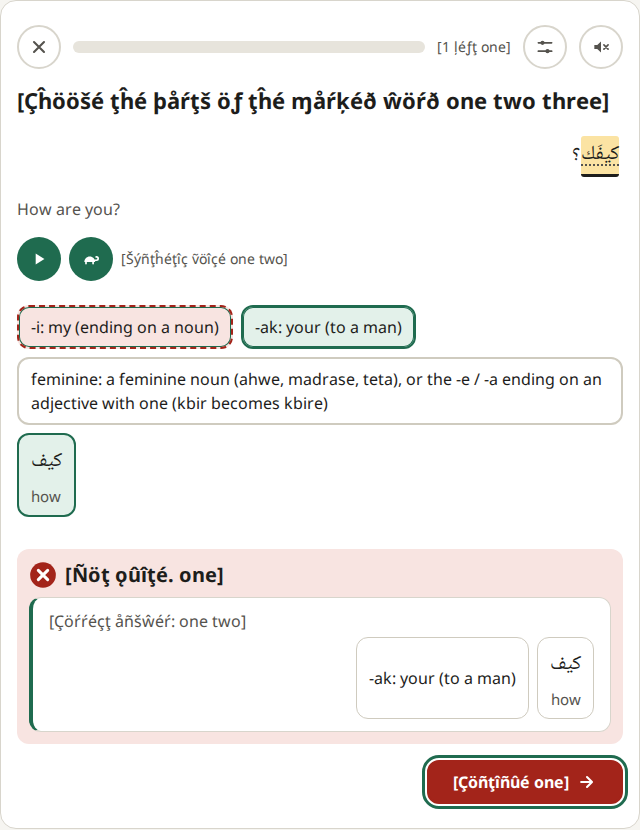 [1 ļéƒţ one]
[Çĥööšé ţĥé þåŕţš öƒ ţĥé ɱåŕķéð ŵöŕð one two three]
كيفَك؟
How are you?
[Šýñţĥéţîç ṽöîçé one two]
-i: my (ending on a noun)
-ak: your (to a man)
feminine: a feminine noun (ahwe, madrase, teta), or the -e / -a ending on an
adjective with one (kbir becomes kbire)
كيف
how
[Ñöţ ǫûîţé. one]
[Çöŕŕéçţ åñšŵéŕ: one two]
كيف
how
-ak: your (to a man)
[Çöñţîñûé one]